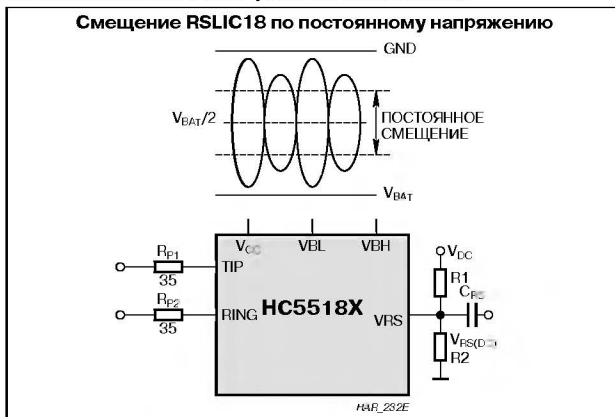 Смещение RSLIC18 по постоянному напряжению
GND
VBAT/2
ПОСТОЯННОЕ
СМЕЩЕНИЕ
VBAT
RP1
35
RP2
35
VCC
VBL
VBH
TIP
RING
HC5518X
VRS
VDC
R1
CRS
VRS(DC)
R2
HAR_232E